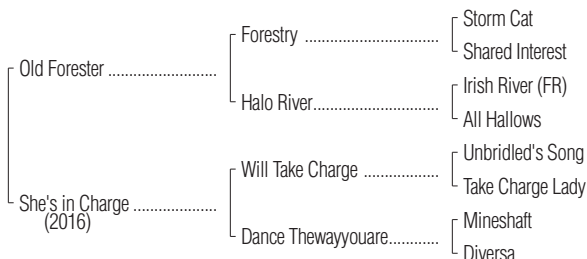 Storm Cat
Forestry ..................................
Shared Interest
Old Forester ...........................
Irish River (FR)
Halo River................................
All Hallows
Unbridled's Song
Will Take Charge ...................
Take Charge Lady
She's in Charge .....................
(2016)
Mineshaft
Dance Thewayyouare.............
Diversa